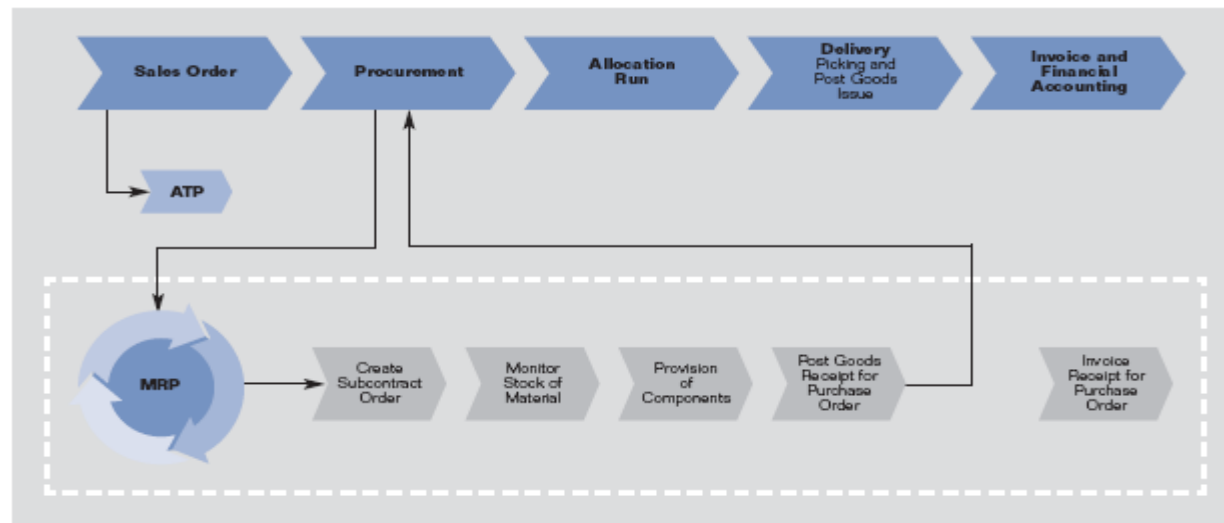 Sales Order
Procurement
Allocation
Run
Delivery
Picking and
Post Goods
Issue
Invoice and
Financial
Accounting
ATP
MRP
Create
Subcontract
Order
Monitor
Stock of
Material
Provision
of
Components
Post Goods
Receipt for
Purchase
Order
Invoice
Receipt for
Purchase
Order